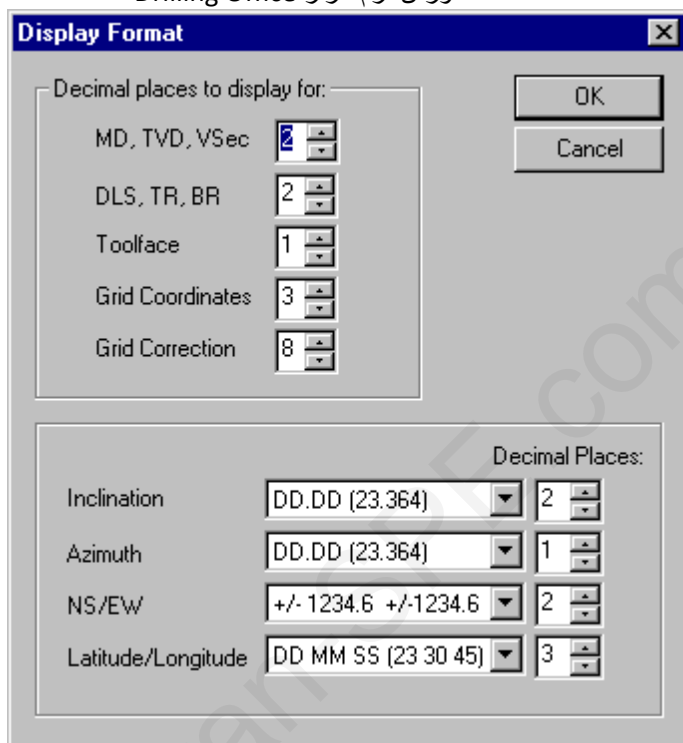 Drilling Office
Display Format
Decimal places to display for:
MD, TVD, VSec 2
DLS, TR, BR 2
Toolface 1
Grid Coordinates 3
Grid Correction 8
OK
Cancel
Decimal Places:
Inclination DD.DD (23.364) 2
Azimuth DD.DD (23.364) 1
NS/EW +/- 1234.6 +/-1234.6 2
Latitude/Longitude DD MM SS (23 30 45) 3